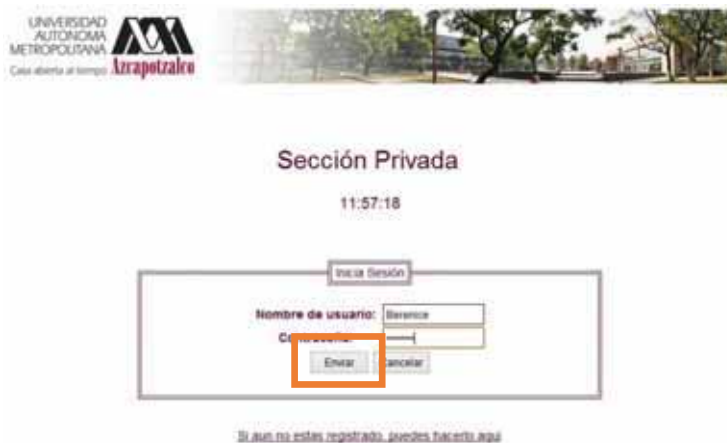 UNIVERSIDAD
AUTONOMA
METROPOLITANA
Casa abierta al tiempo Azcapotzalco
Sección Privada
11:57:18
Inicia Sesión
Nombre de usuario: Berenice
Enviar Cancelar
Si aun no estas registrado, puedes hacerlo aqui